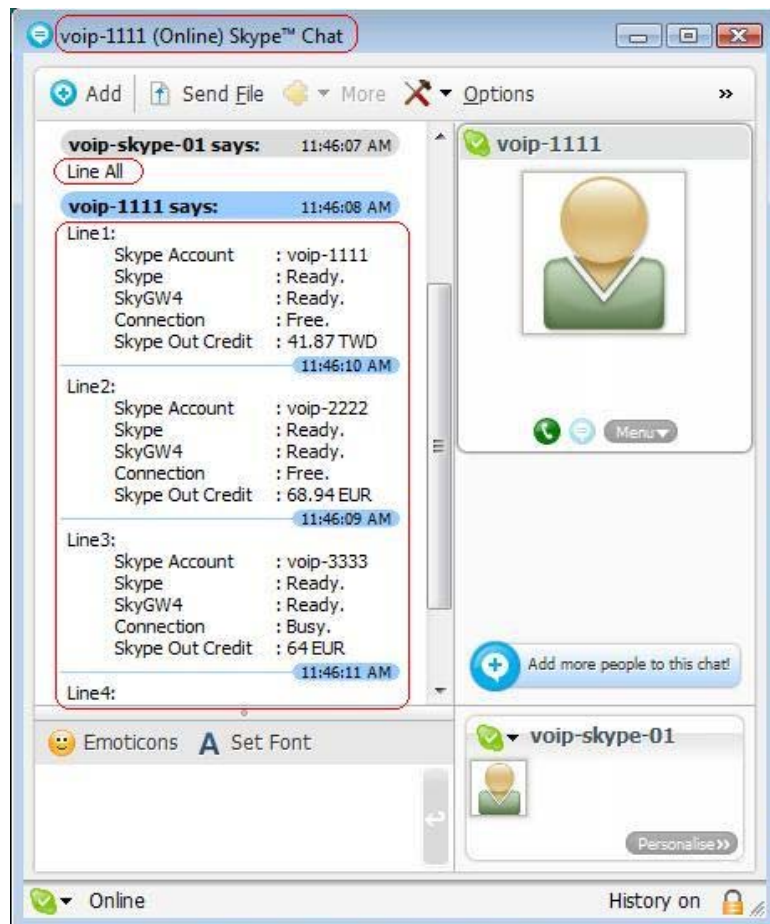 voip-1111 (Online) Skype™ Chat
Add Send File More Options »
voip-skype-01 says: 11:46:07 AM
Line All
voip-1111 says: 11:46:08 AM
Line1:
Skype Account : voip-1111
Skype : Ready.
SkyGW4 : Ready.
Connection : Free.
Skype Out Credit : 41.87 TWD
11:46:10 AM
Line2:
Skype Account : voip-2222
Skype : Ready.
SkyGW4 : Ready.
Connection : Free.
Skype Out Credit : 68.94 EUR
11:46:09 AM
Line3:
Skype Account : voip-3333
Skype : Ready.
SkyGW4 : Ready.
Connection : Busy.
Skype Out Credit : 64 EUR
11:46:11 AM
Line4:
voip-1111
Menu
Add more people to this chat!
Emoticons A Set Font
voip-skype-01
Personalise »
Online
History on